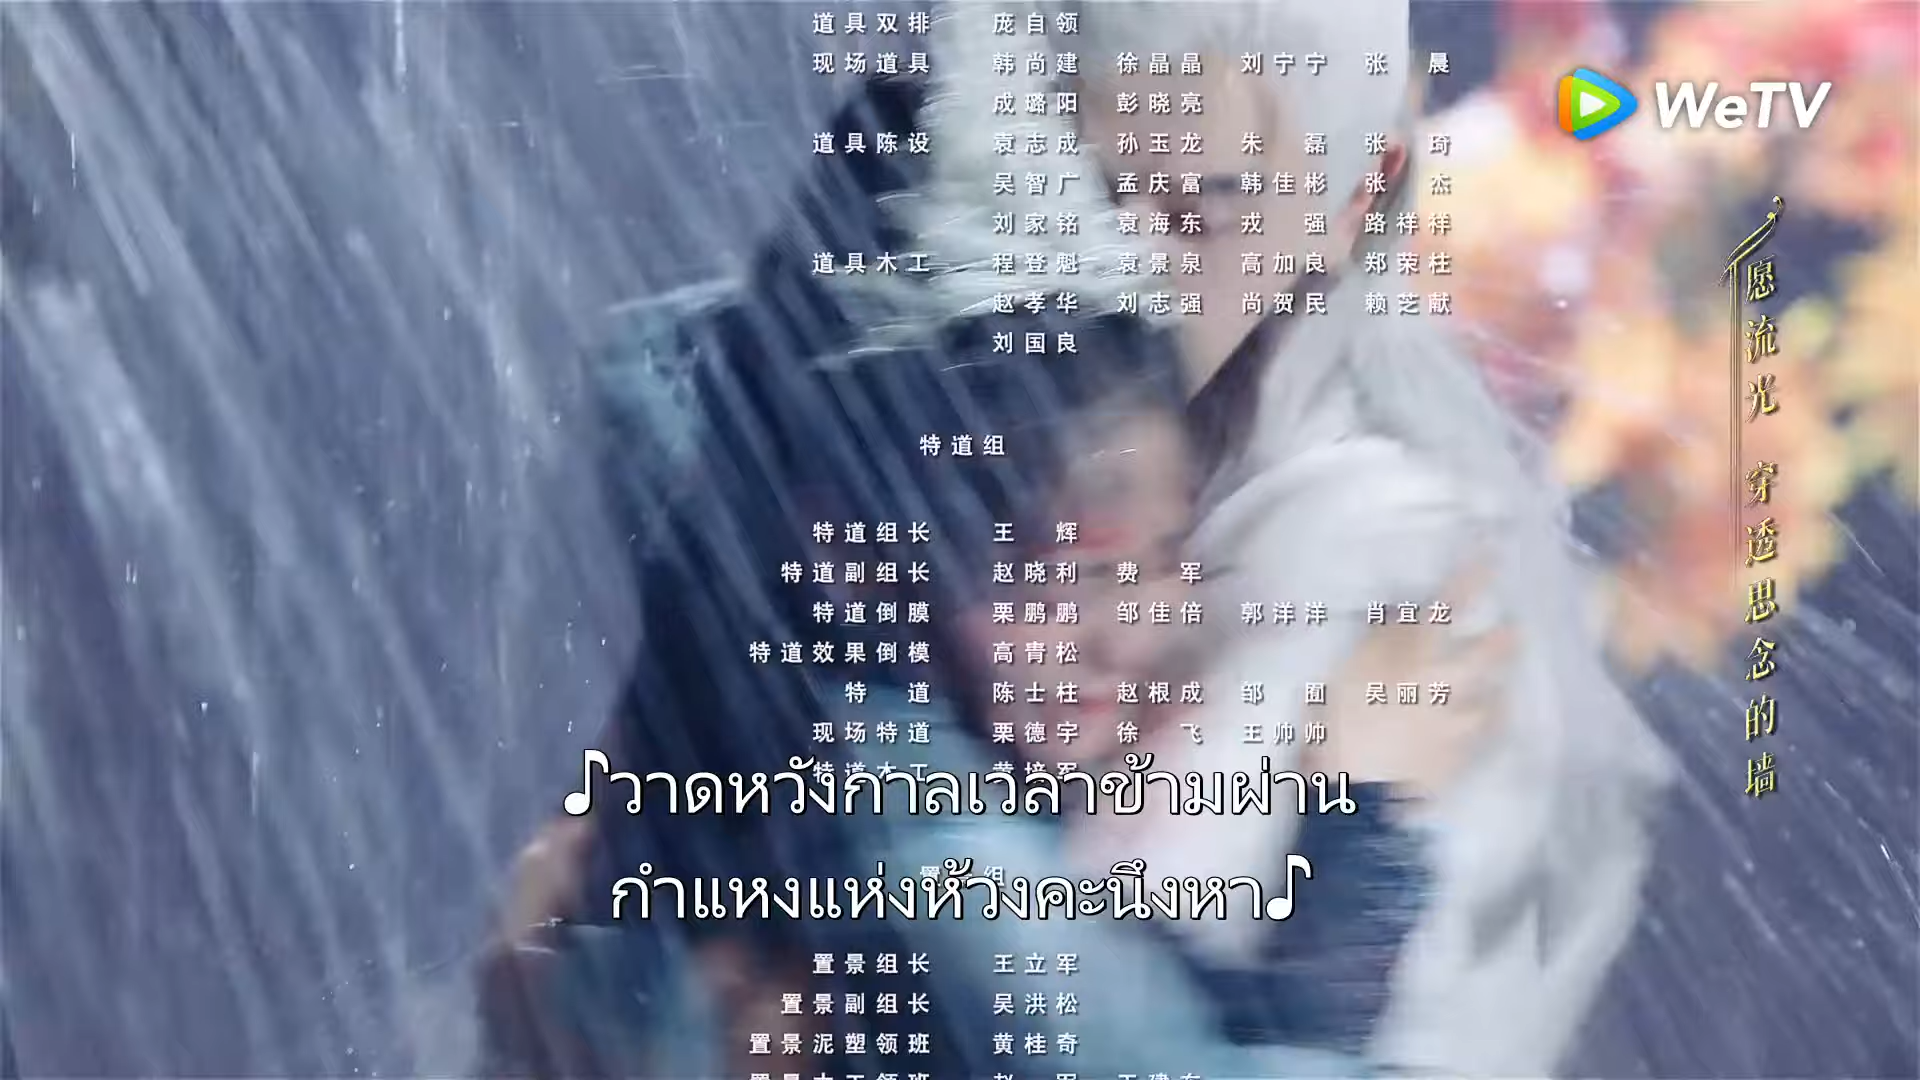 道具双排 庞自领
现场道具 韩尚建 徐晶晶 刘宁宁 张晨
成璐阳 彭晓亮
道具陈设 袁志成 孙玉龙 朱磊 张琦
吴智广 孟庆富 韩佳彬 张杰
刘家铭 袁海东 戎强 路祥祥
道具木工 程登魁 袁景泉 高加良 郑荣柱
赵孝华 刘志强 尚贺民 赖芝献
刘国良
特道组
特道组长 王辉
特道副组长 赵晓利 费军
特道倒膜 栗鹏鹏 邹佳倍 郭洋洋 肖宜龙
特道效果倒模 高青松
特道 陈士柱 赵根成 邹囿 吴丽芳
现场特道 栗德宇 徐飞 王帅帅
特道木工 黄培军
♪วาดหวังกาลเวลาข้ามผ่าน
กำแหงแห่งห้วงคะนึงหา♪
置景组长 王立军
置景副组长 吴洪松
置景泥塑领班 黄桂奇
WeTV
愿流光 穿透思念的墙